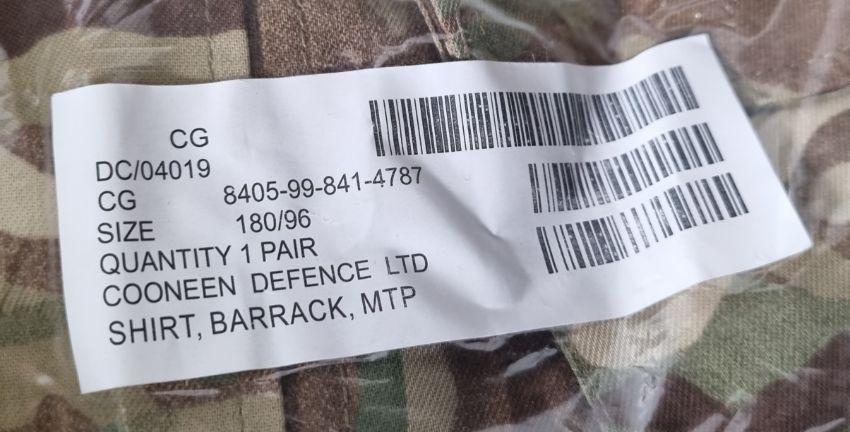 CG
DC/04019
CG 8405-99-841-4787
SIZE 180/96
QUANTITY 1 PAIR
COONEEN DEFENCE LTD
SHIRT, BARRACK, MTP